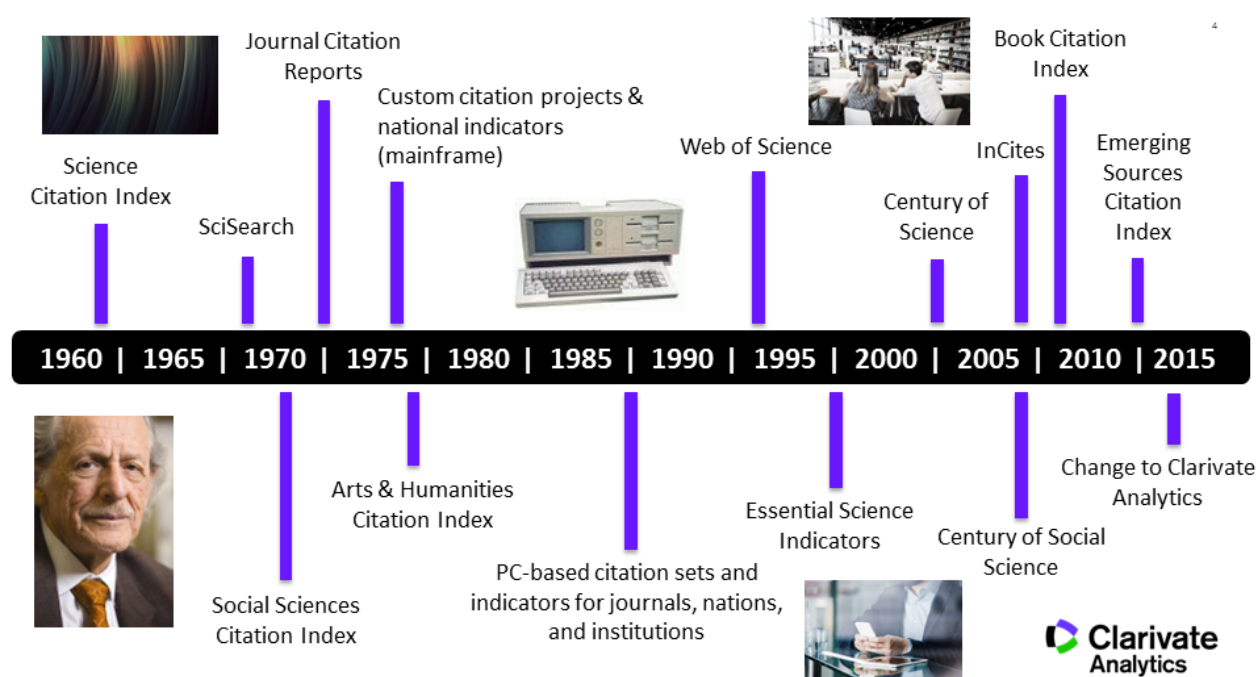 4
Journal Citation
Reports
Book Citation
Index
Custom citation projects &
national indicators
(mainframe)
Web of Science
InCites
Emerging
Sources
Citation
Index
Science
Citation Index
SciSearch
Century of
Science
1960 | 1965 | 1970 | 1975 | 1980 | 1985 | 1990 | 1995 | 2000 | 2005 | 2010 | 2015
Social Sciences
Citation Index
Arts & Humanities
Citation Index
PC-based citation sets and
indicators for journals, nations,
and institutions
Essential Science
Indicators
Century of Social
Science
Change to Clarivate
Analytics
Clarivate
Analytics